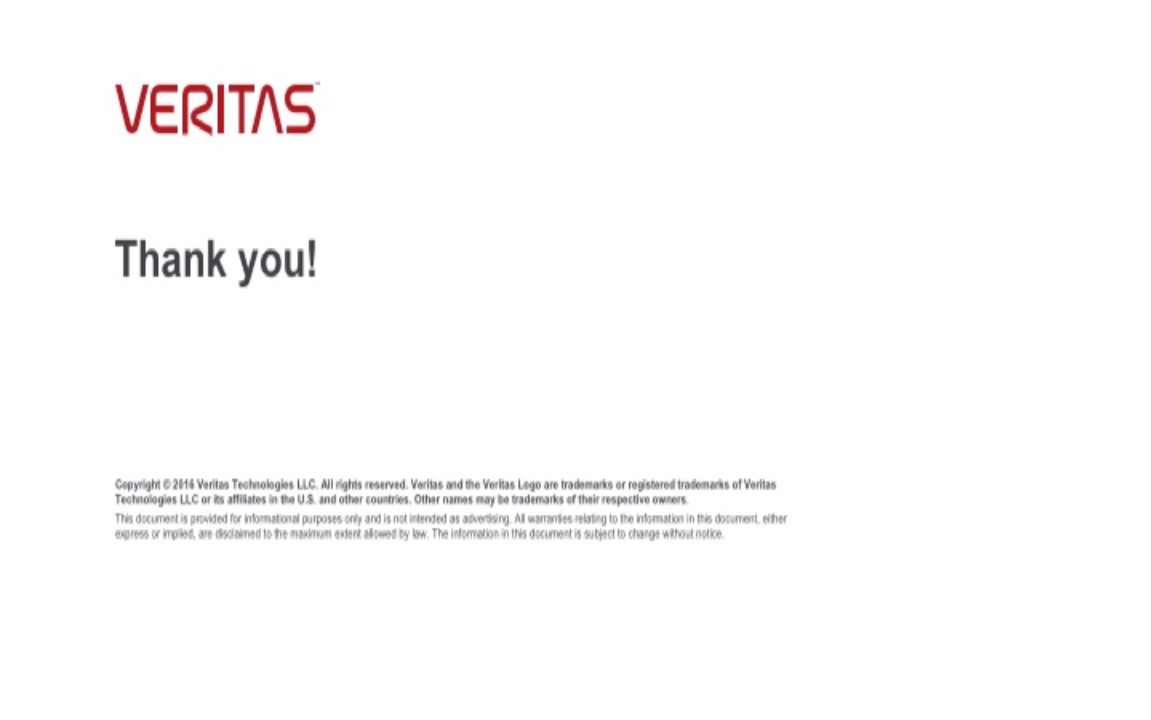 VERITAS™
Thank you!
Copyright © 2016 Veritas Technologies LLC. All rights reserved. Veritas and the Veritas Logo are trademarks or registered trademarks of Veritas
Technologies LLC or its affiliates in the U.S. and other countries. Other names may be trademarks of their respective owners.
This document is provided for informational purposes only and is not intended as advertising. All warranties relating to the information in this document, either
express or implied, are disclaimed to the maximum extent allowed by law. The information in this document is subject to change without notice.